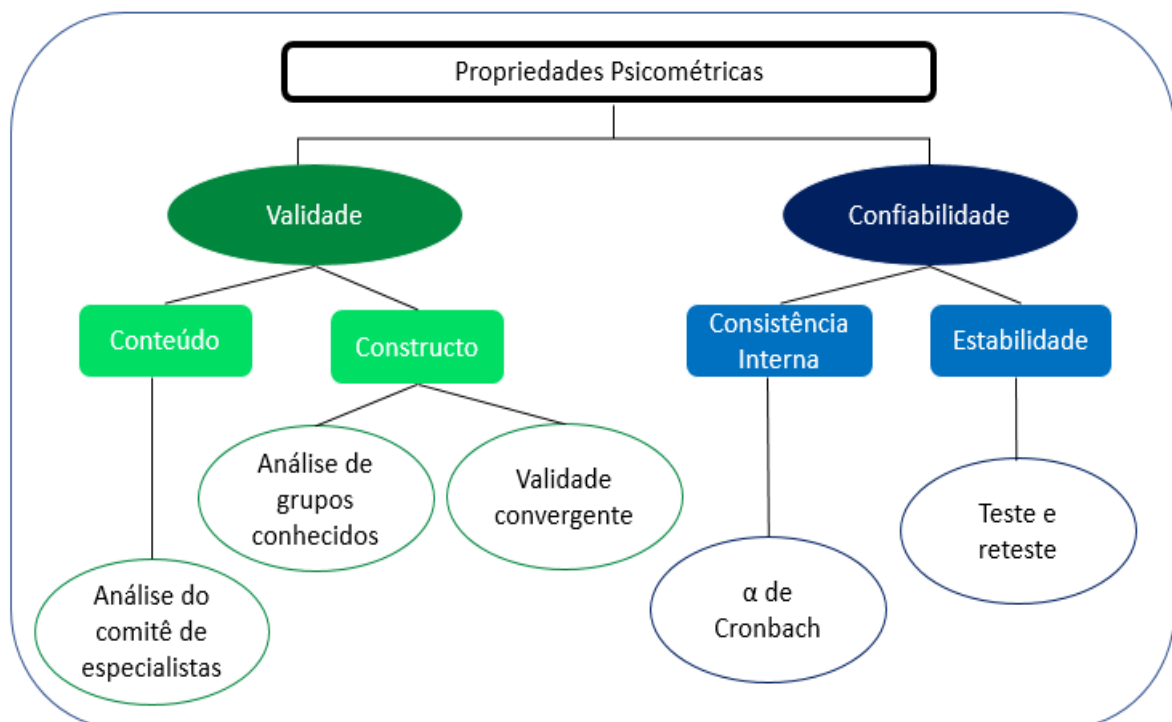 Propriedades Psicométricas
Validade
Confiabilidade
Conteúdo
Constructo
Consistência
Interna
Estabilidade
Análise de
grupos
conhecidos
Validade
convergente
Teste e
reteste
Análise do
comitê de
especialistas
α de
Cronbach